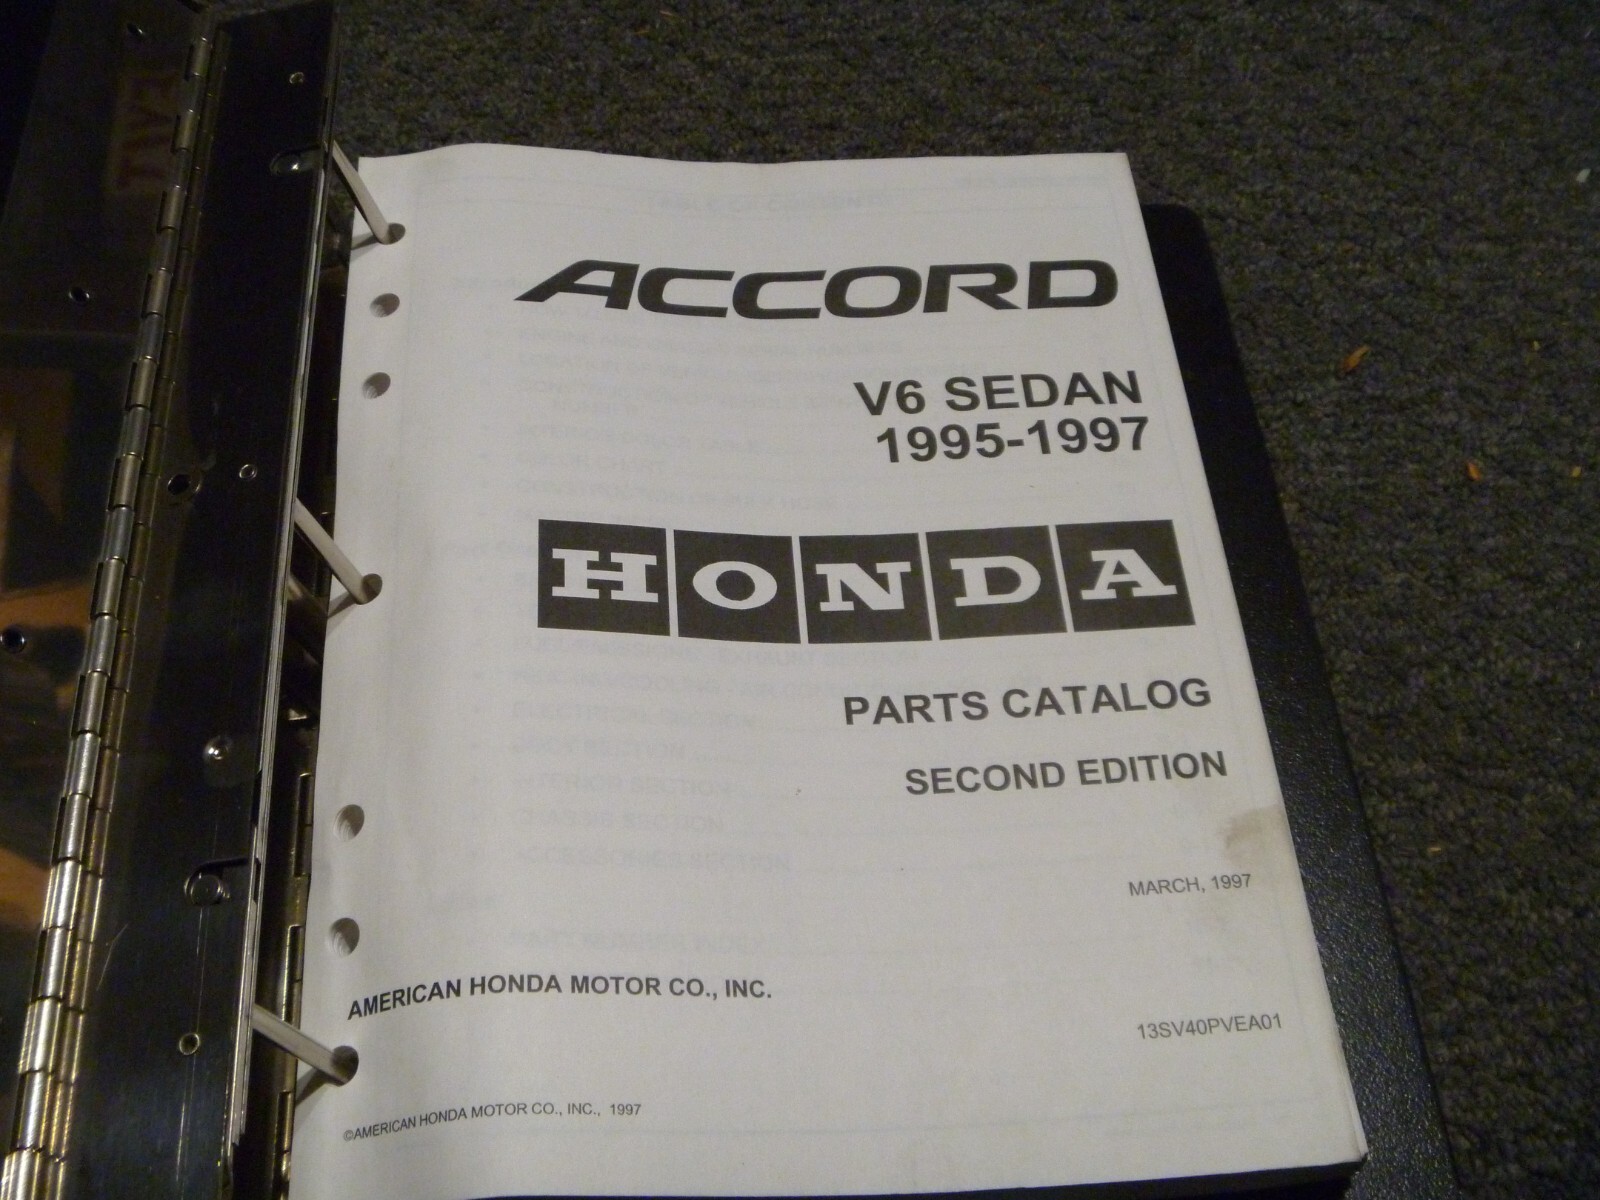 ACCORD
V6 SEDAN
1995-1997
HONDA
PARTS CATALOG
SECOND EDITION
MARCH, 1997
AMERICAN HONDA MOTOR CO., INC.
13SV40PVEA01
©AMERICAN HONDA MOTOR CO., INC., 1997